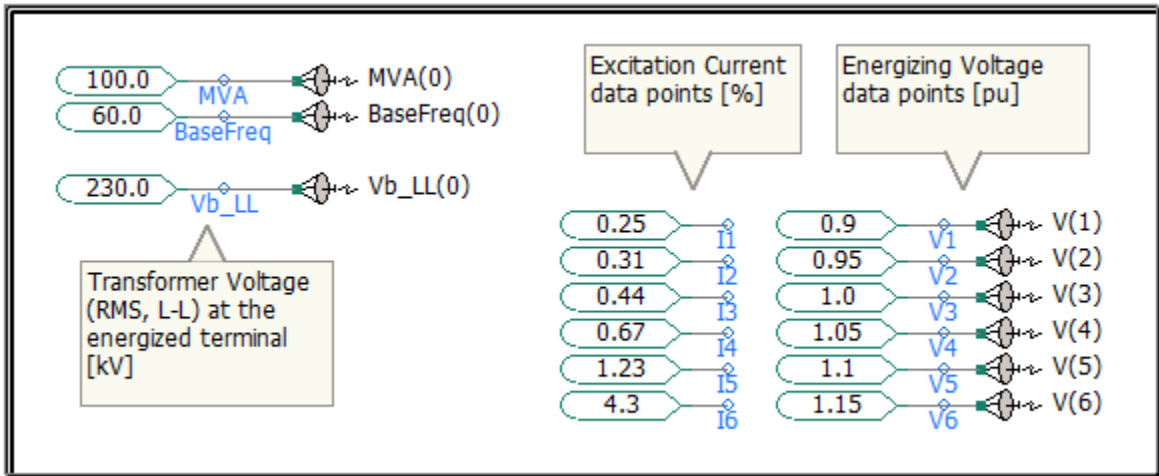 100.0
MVA
MVA(0)
60.0
BaseFreq
BaseFreq(0)
230.0
Vb_LL
Vb_LL(0)
Transformer Voltage
(RMS, L-L) at the
energized terminal
[kV]
Excitation Current
data points [%]
Energizing Voltage
data points [pu]
0.25
I1
0.9
V1
V(1)
0.31
I2
0.95
V2
V(2)
0.44
I3
1.0
V3
V(3)
0.67
I4
1.05
V4
V(4)
1.23
I5
1.1
V5
V(5)
4.3
I6
1.15
V6
V(6)